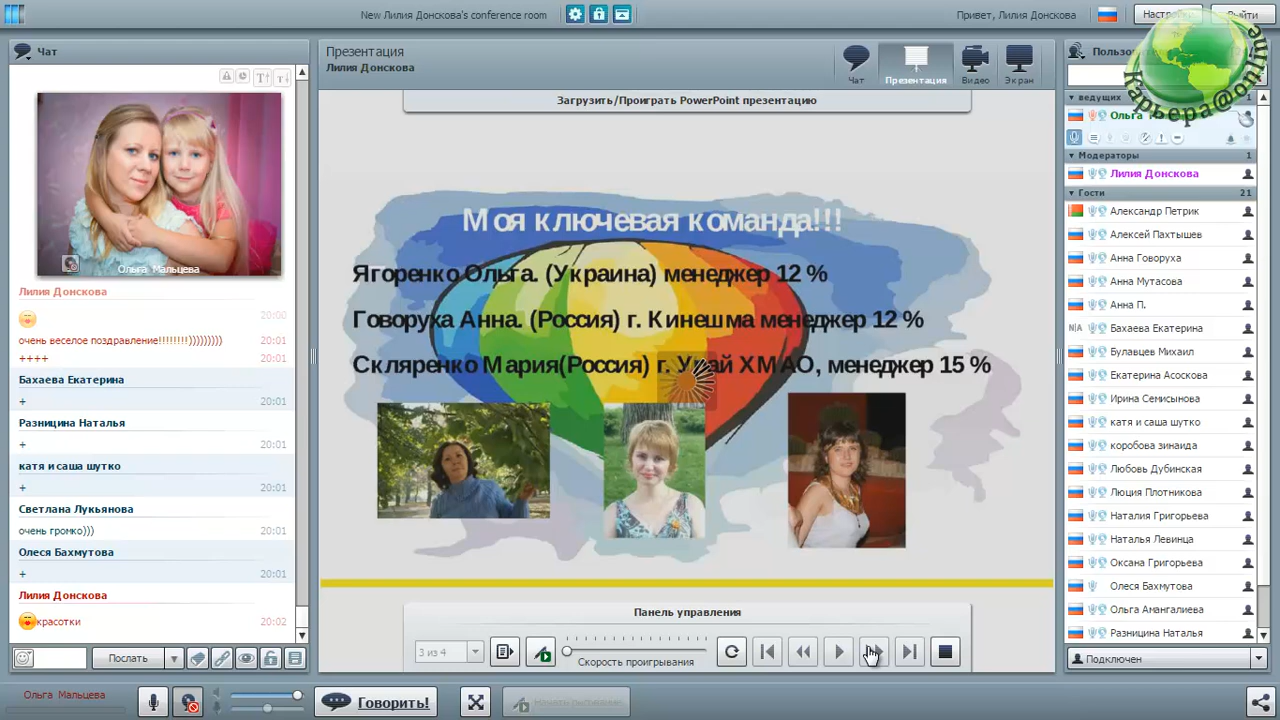 New Лилия Донскова's conference room
Привет, Лилия Донскова
Выйти
Карьера@online
Чат
Ольга Мальцева
Лилия Донскова
20:00
очень веселое поздравление!!!!!!!!)))))))))
20:01
++++
20:01
Бахаева Екатерина
+
20:01
Разницина Наталья
+
20:01
катя и саша шутко
+
20:01
Светлана Лукьянова
очень громко)))
20:01
Олеся Бахмутова
+
20:01
Лилия Донскова
красотки
20:02
Послать
Презентация
Лилия Донскова
Чат
Презентация
Видео
Экран
Загрузить/Проиграть PowerPoint презентацию
Моя ключевая команда!!!
Ягоренко Ольга. (Украина) менеджер 12 %
Говоруха Анна. (Россия) г. Кинешма менеджер 12 %
Скляренко Мария(Россия) г. Урай ХМАО, менеджер 15 %
Панель управления
3 из 4
Скорость проигрывания
ведущих
1
Ольга
Модераторы
1
Лилия Донскова
Гости
21
Александр Петрик
Алексей Пахтышев
Анна Говоруха
Анна Мутасова
Анна П.
N/A
Бахаева Екатерина
Булавцев Михаил
Екатерина Асоскова
Ирина Семисынова
катя и саша шутко
коробова зинаида
Любовь Дубинская
Люция Плотникова
Наталия Григорьева
Наталья Левинца
Оксана Григорьева
Олеся Бахмутова
Ольга Амангалиева
Разницина Наталья
Подключен
Ольга Мальцева
Говорить!
Начать рисование